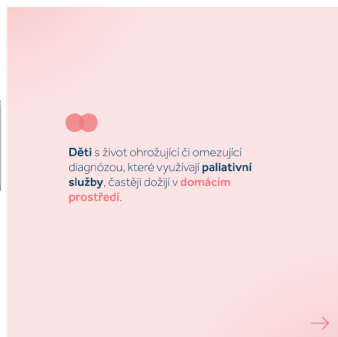 Děti s život ohrožující či omezující
diagnózou, které využívají paliativní
služby, častěji dožijí v domácím
prostředí.